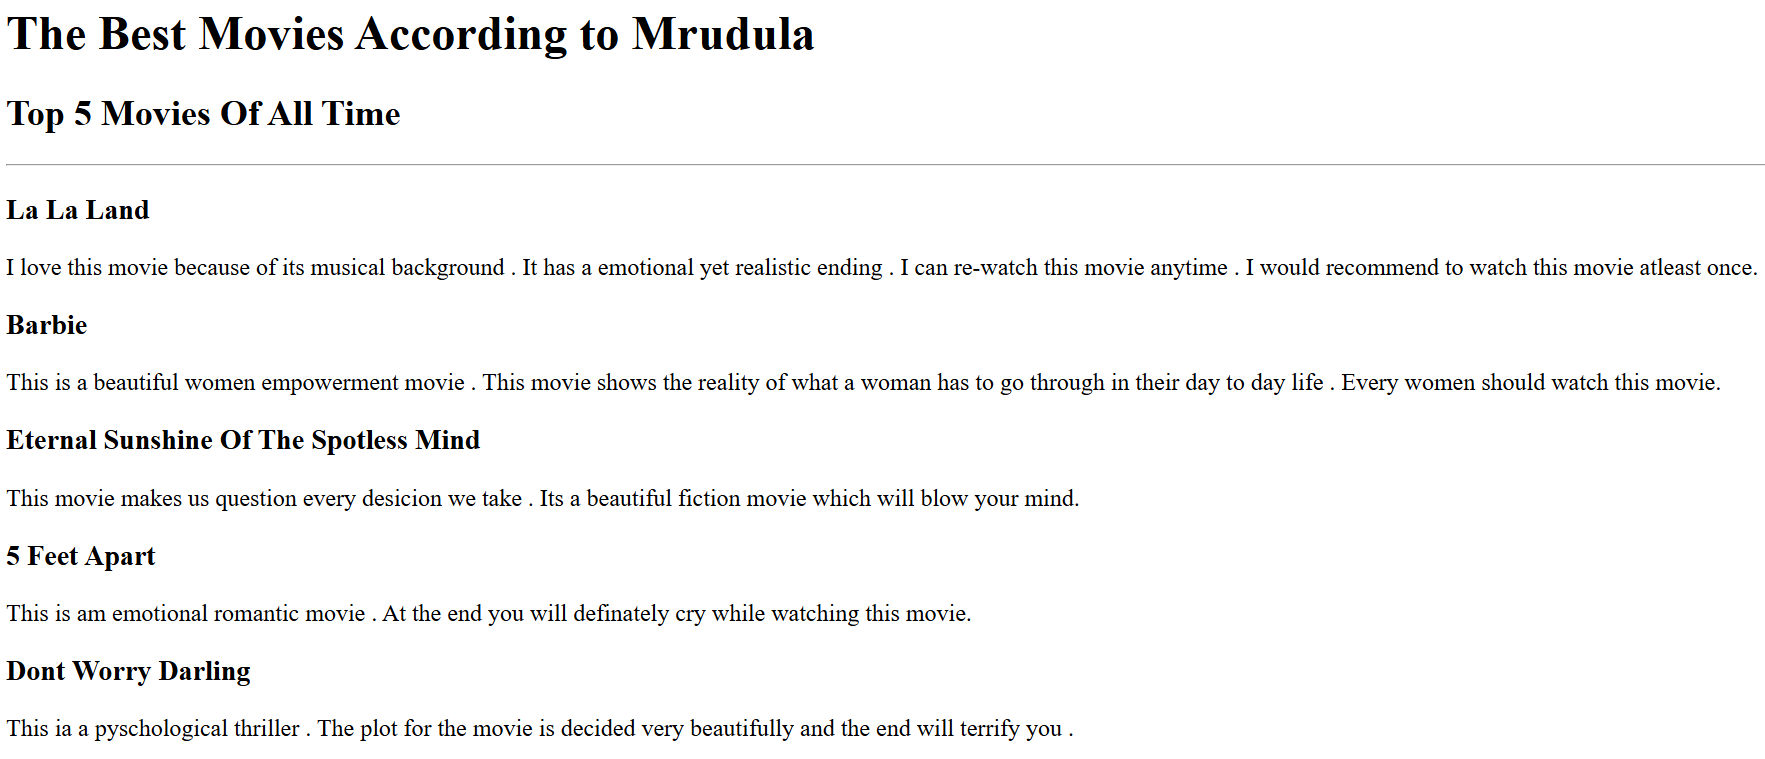 The Best Movies According to Mrudula
Top 5 Movies Of All Time
La La Land
I love this movie because of its musical background . It has a emotional yet realistic ending . I can re-watch this movie anytime . I would recommend to watch this movie atleast once.
Barbie
This is a beautiful women empowerment movie . This movie shows the reality of what a woman has to go through in their day to day life . Every women should watch this movie.
Eternal Sunshine Of The Spotless Mind
This movie makes us question every desicion we take . Its a beautiful fiction movie which will blow your mind.
5 Feet Apart
This is am emotional romantic movie . At the end you will definately cry while watching this movie.
Dont Worry Darling
This ia a pyschological thriller . The plot for the movie is decided very beautifully and the end will terrify you .